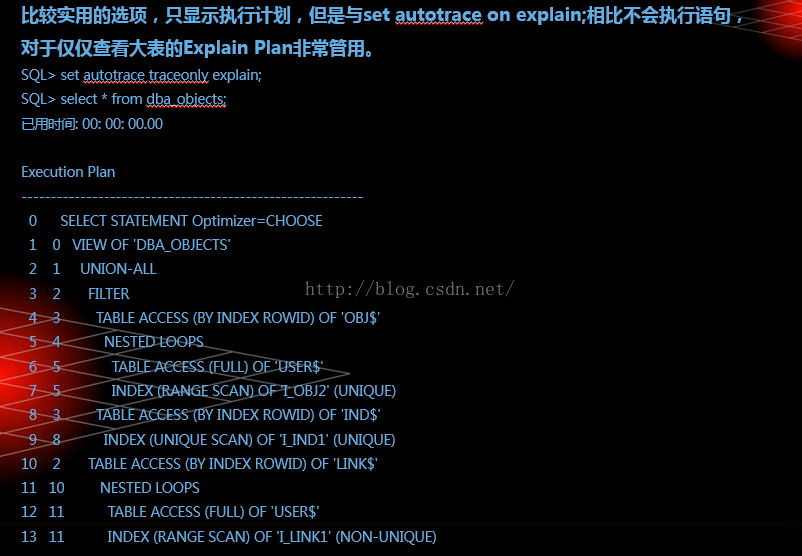 比较实用的选项，只显示执行计划，但是与set autotrace on explain;相比不会执行语句，
对于仅仅查看大表的Explain Plan非常管用。
SQL> set autotrace traceonly explain;
SQL> select * from dba_objects;
已用时间: 00: 00: 00.00
Execution Plan
----------------------------------------------------------
0 SELECT STATEMENT Optimizer=CHOOSE
1 0 VIEW OF 'DBA_OBJECTS'
2 1 UNION-ALL
http://blog.csdn.net/
3 2 FILTER
4 3 TABLE ACCESS (BY INDEX ROWID) OF 'OBJ$'
5 4 NESTED LOOPS
6 5 TABLE ACCESS (FULL) OF 'USER$'
7 5 INDEX (RANGE SCAN) OF 'I_OBJ2' (UNIQUE)
8 3 TABLE ACCESS (BY INDEX ROWID) OF 'IND$'
9 8 INDEX (UNIQUE SCAN) OF 'I_IND1' (UNIQUE)
10 2 TABLE ACCESS (BY INDEX ROWID) OF 'LINK$'
11 10 NESTED LOOPS
12 11 TABLE ACCESS (FULL) OF 'USER$'
13 11 INDEX (RANGE SCAN) OF 'I_LINK1' (NON-UNIQUE)